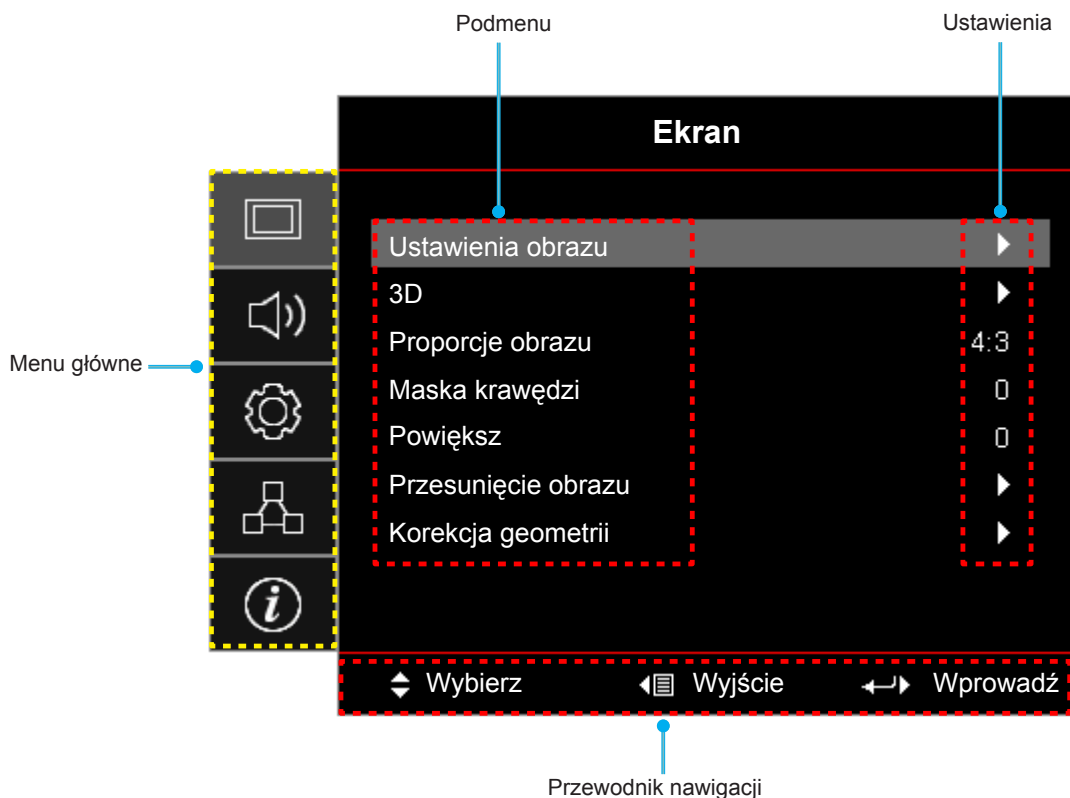 Podmenu
Ustawienia
Ekran
Ustawienia obrazu
3D
Proporcje obrazu 4:3
Maska krawędzi 0
Powiększ 0
Przesunięcie obrazu
Korekcja geometrii
Menu główne
i
Wybierz Wyjście Wprowadź
Przewodnik nawigacji